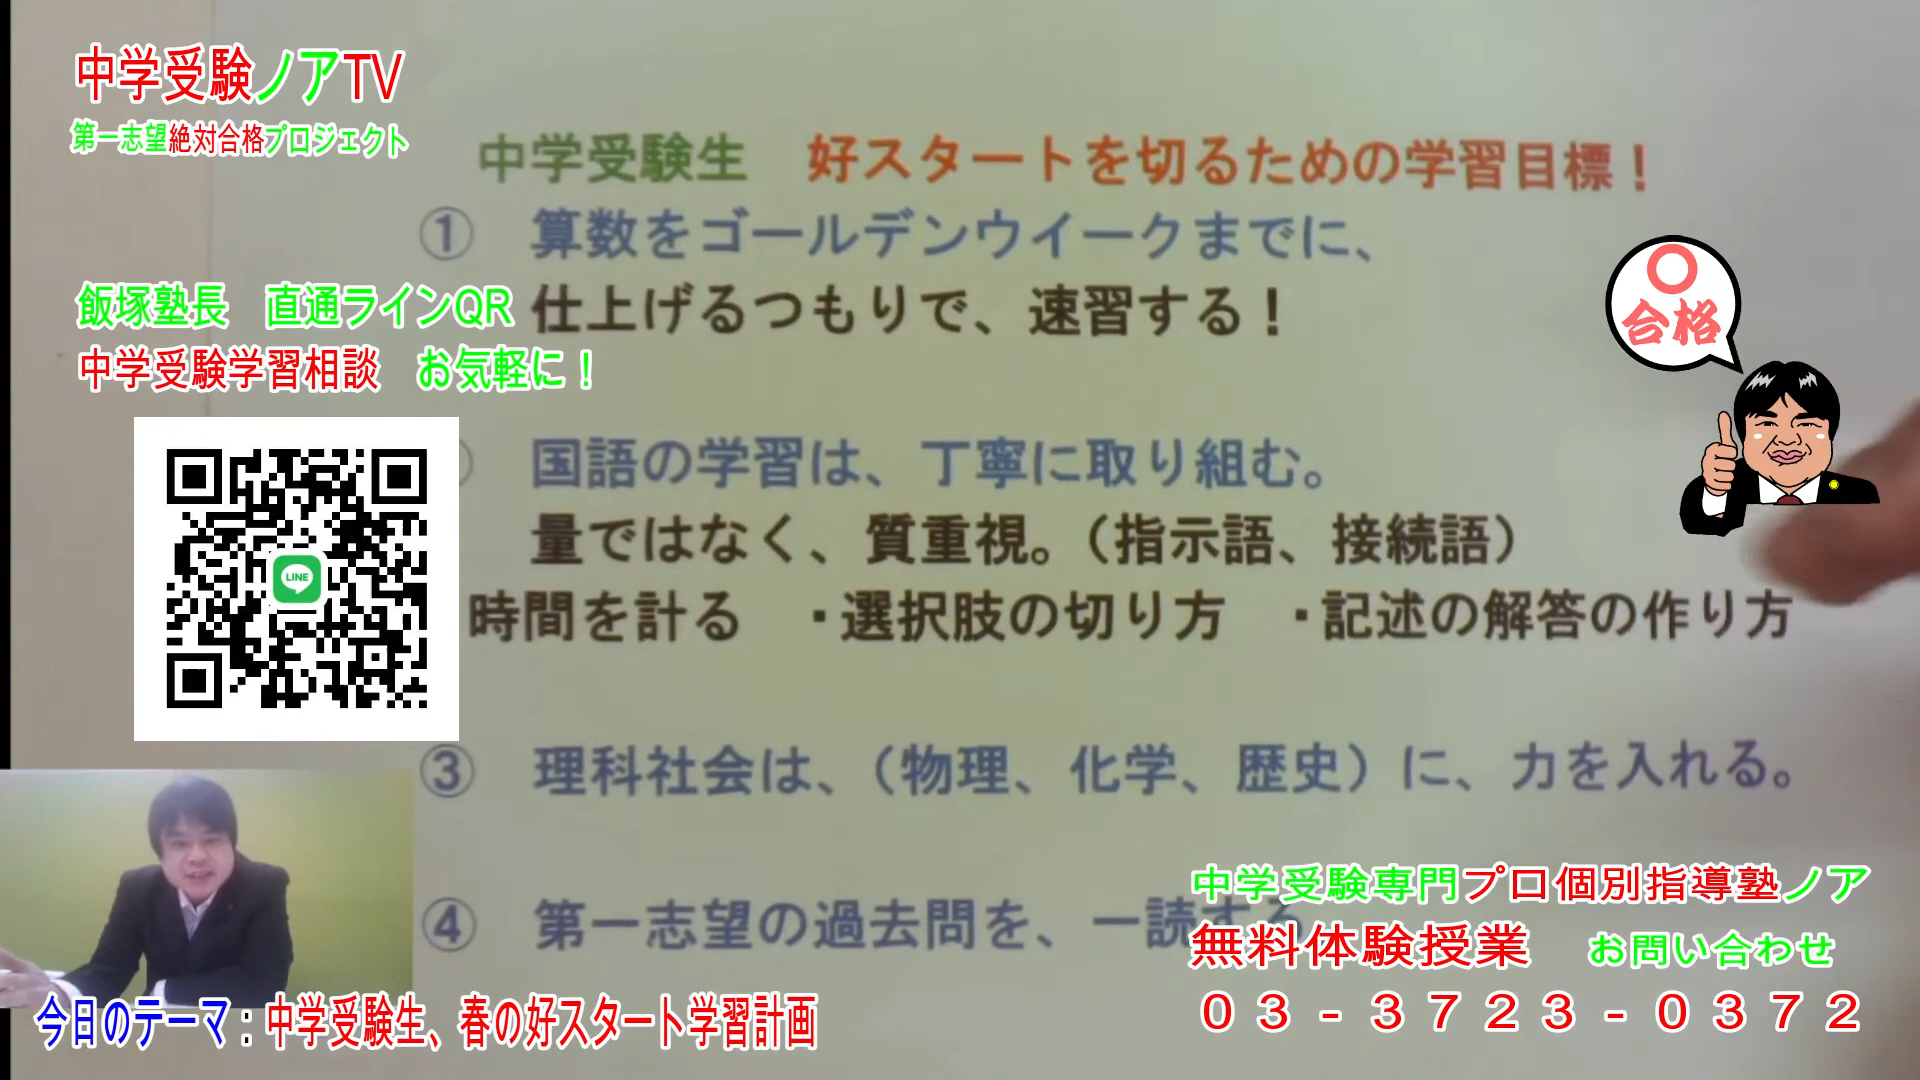 中学受験ノアTV
第一志望絶対合格プロジェクト
中学受験生　好スタートを切るための学習目標！
① 算数をゴールデンウイークまでに、
仕上げるつもりで、速習する！
飯塚塾長　直通ラインQR
中学受験学習相談　お気軽に！
〇
合格
国語の学習は、丁寧に取り組む。
量ではなく、質重視。（指示語、接続語）
時間を計る　・選択肢の切り方　・記述の解答の作り方
LINE
③ 理科社会は、（物理、化学、歴史）に、力を入れる。
④ 第一志望の過去問を、一読する
中学受験専門プロ個別指導塾ノア
無料体験授業　お問い合わせ
０３-３７２３-０３７２
今日のテーマ：中学受験生、春の好スタート学習計画